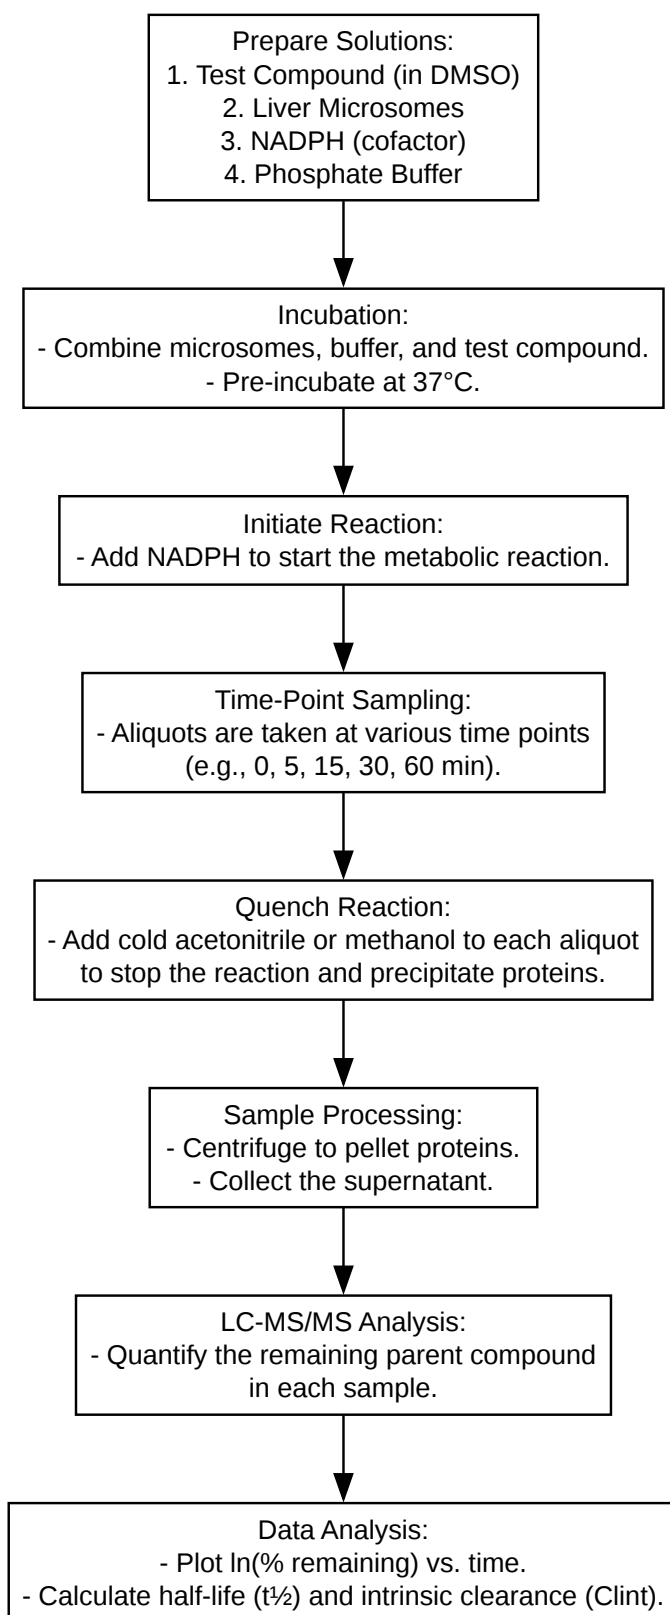 Prepare Solutions:
1. Test Compound (in DMSO)
2. Liver Microsomes
3. NADPH (cofactor)
4. Phosphate Buffer
Incubation:
- Combine microsomes, buffer, and test compound.
- Pre-incubate at 37°C.
Initiate Reaction:
- Add NADPH to start the metabolic reaction.
Time-Point Sampling:
- Aliquots are taken at various time points
(e.g., 0, 5, 15, 30, 60 min).
Quench Reaction:
- Add cold acetonitrile or methanol to each aliquot
to stop the reaction and precipitate proteins.
Sample Processing:
- Centrifuge to pellet proteins.
- Collect the supernatant.
LC-MS/MS Analysis:
- Quantify the remaining parent compound
in each sample.
Data Analysis:
- Plot ln(% remaining) vs. time.
- Calculate half-life (t½) and intrinsic clearance (Clint).